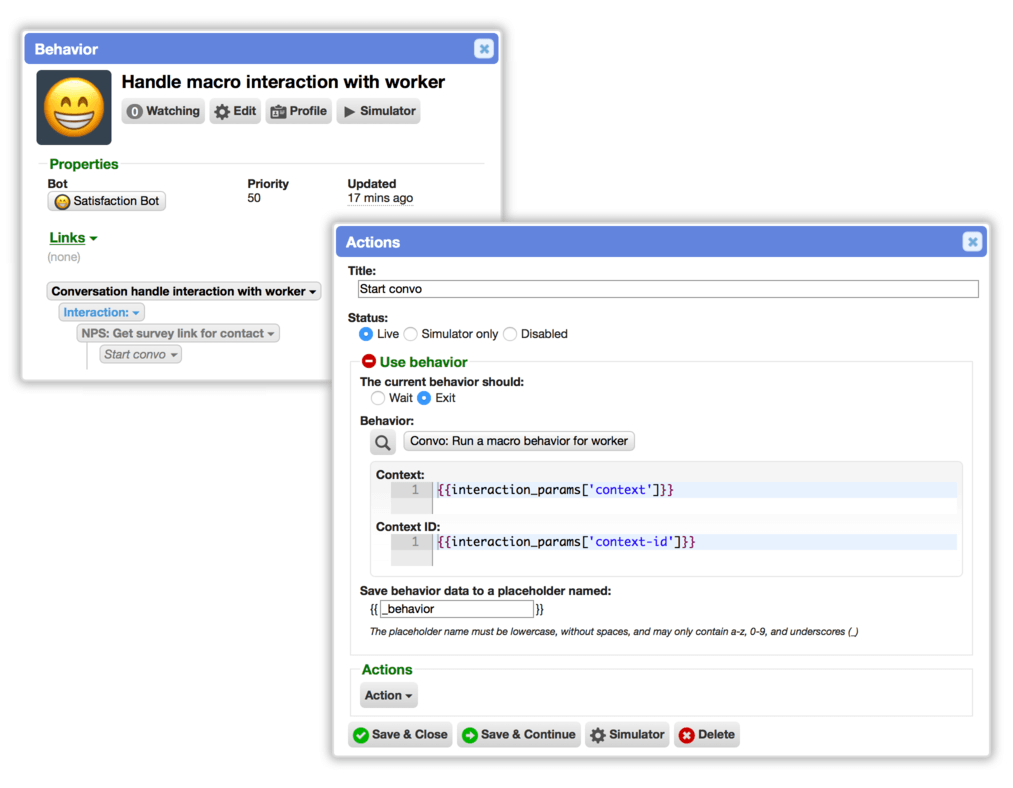 Behavior
Handle macro interaction with worker
0 Watching Edit Profile Simulator
Properties
Bot Priority Updated
Satisfaction Bot 50 17 mins ago
Links
(none)
Conversation handle interaction with worker
Interaction:
NPS: Get survey link for contact
Start convo
Actions
Title:
Start convo
Status:
Live Simulator only Disabled
Use behavior
The current behavior should:
Wait Exit
Behavior:
Convo: Run a macro behavior for worker
Context:
1 {{interaction_params['context']}}
Context ID:
1 {{interaction_params['context-id']}}
Save behavior data to a placeholder named:
{{ _behavior }}
The placeholder name must be lowercase, without spaces, and may only contain a-z, 0-9, and underscores (_)
Actions
Action
Save & Close Save & Continue Simulator Delete